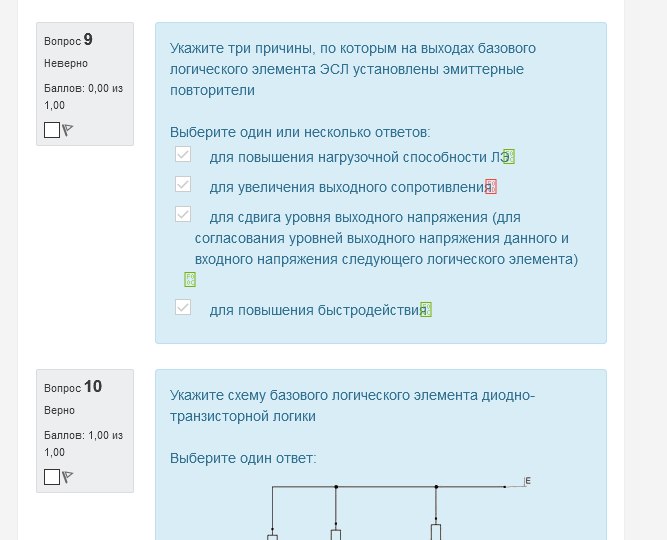 Вопрос 9
Неверно
Баллов: 0,00 из
1,00
Укажите три причины, по которым на выходах базового
логического элемента ЭСЛ установлены эмиттерные
повторители
Выберите один или несколько ответов:
для повышения нагрузочной способности ЛЭ
для увеличения выходного сопротивления
для сдвига уровня выходного напряжения (для
согласования уровней выходного напряжения данного и
входного напряжения следующего логического элемента)
для повышения быстродействия
Вопрос 10
Верно
Баллов: 1,00 из
1,00
Укажите схему базового логического элемента диодно-
транзисторной логики
Выберите один ответ:
E